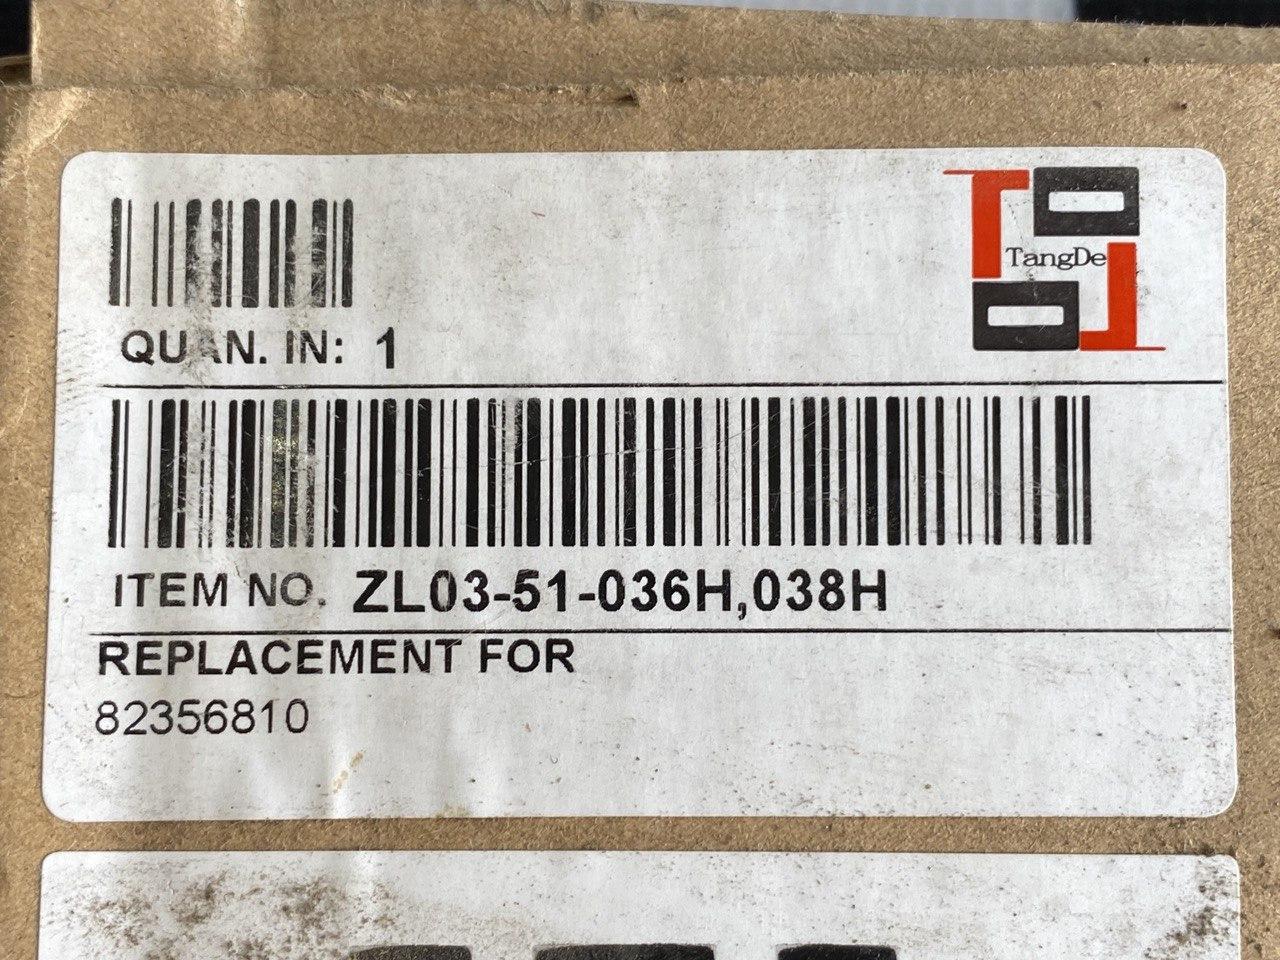 TangDe
QUAN. IN: 1
ITEM NO. ZL03-51-036H,038H
REPLACEMENT FOR
82356810